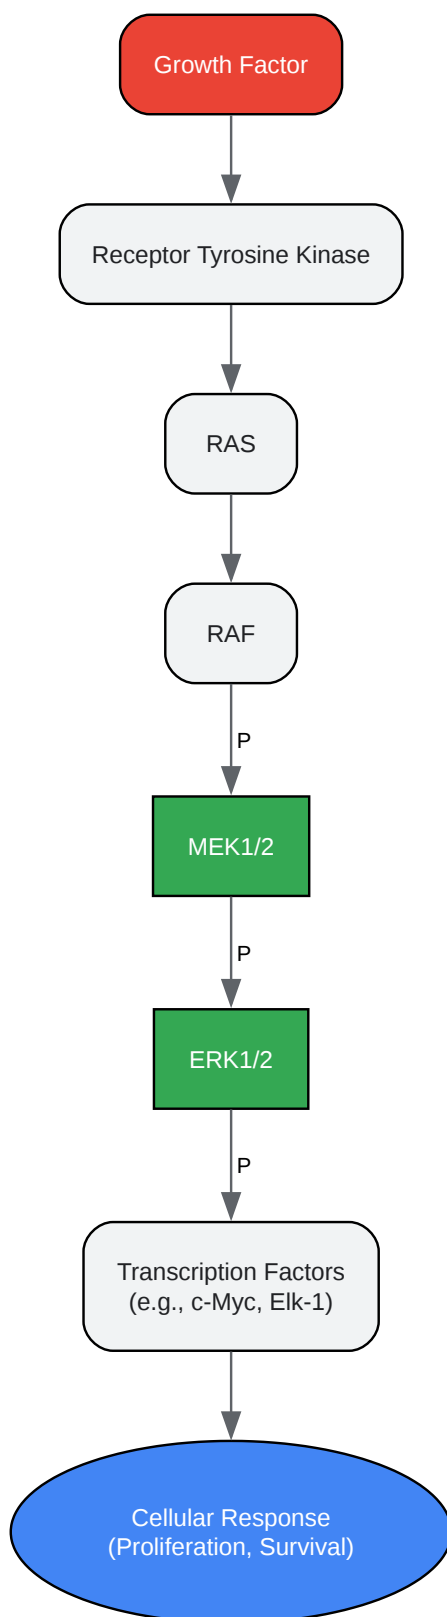 Growth Factor
Receptor Tyrosine Kinase
RAS
RAF
P
MEK1/2
P
ERK1/2
P
Transcription Factors
(e.g., c-Myc, Elk-1)
Cellular Response
(Proliferation, Survival)